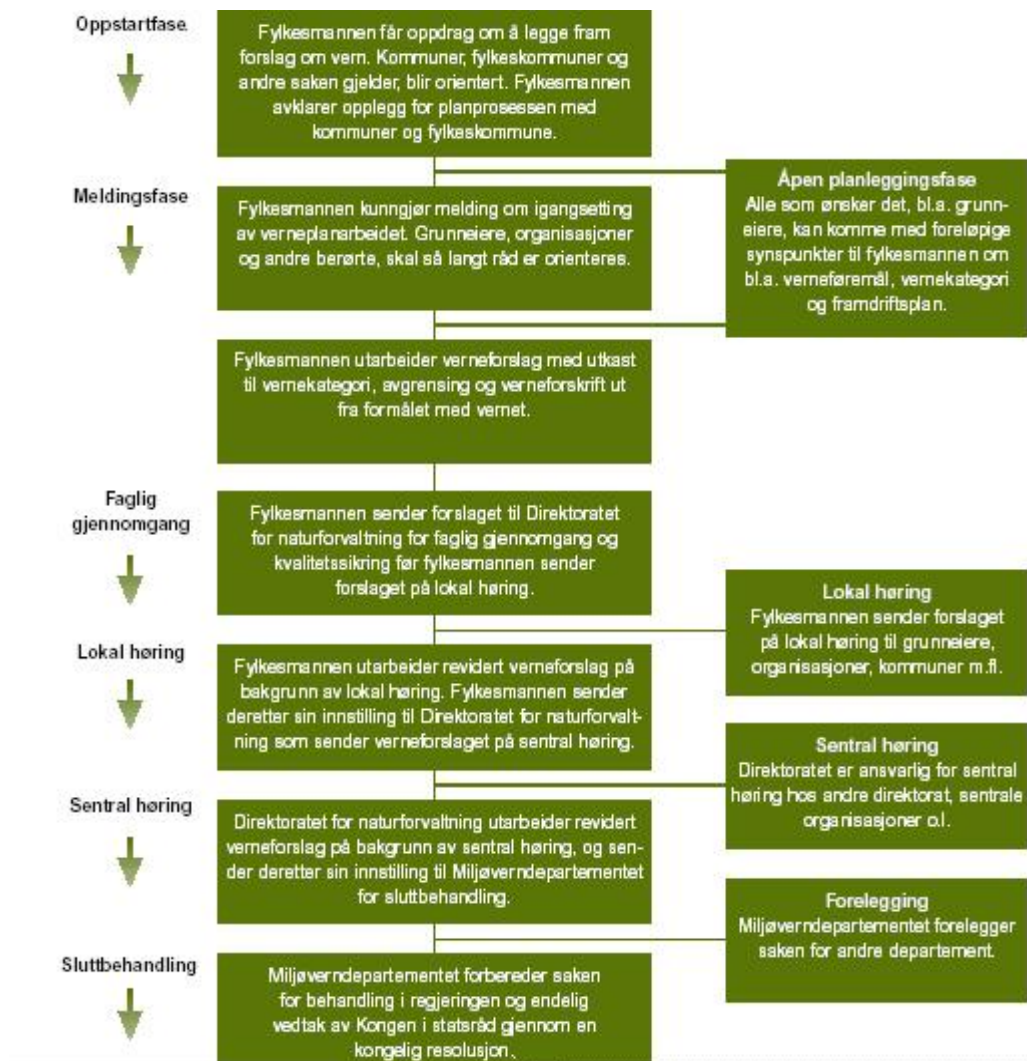 Oppstartfase
Fylkesmannen får oppdrag om å legge fram
forslag om vern. Kommuner, fylkeskommuner og
andre saken gjelder, blir orientert. Fylkesmannen
avklarer opplegg for planprosessen med
kommuner og fylkeskommune.
Meldingsfase
Fylkesmannen kunngjør melding om igangsetting
av verneplanarbeidet. Grunneiere, organisasjoner
og andre berørte, skal så langt råd er orienteres.
Åpen planleggingsfase
Alle som ønsker det, bl.a. grunn-
eiere, kan komme med foreløpige
synspunkter til fylkesmannen om
bl.a. verneføremål, vernekategori
og framdriftsplan.
Fylkesmannen utarbeider verneforslag med utkast
til vernekategori, avgrensing og verneforskrift ut
fra formålet med vernet.
Faglig
gjennomgang
Fylkesmannen sender forslaget til Direktoratet
for naturforvaltning for faglig gjennomgang og
kvalitetssikring før fylkesmannen sender
forslaget på lokal høring.
Lokal høring
Fylkesmannen sender forslaget
på lokal høring til grunneiere,
organisasjoner, kommuner m.fl.
Lokal høring
Fylkesmannen utarbeider revidert verneforslag på
bakgrunn av lokal høring. Fylkesmannen sender
deretter sin innstilling til Direktoratet for naturforval-
tning som sender verneforslaget på sentral høring.
Sentral høring
Direktoratet er ansvarlig for sentral
høring hos andre direktorat, sentrale
organisasjoner o.l.
Sentral høring
Direktoratet for naturforvaltning utarbeider revidert
verneforslag på bakgrunn av sentral høring, og sen-
der deretter sin innstilling til Miljøverndepartementet
for sluttbehandling.
Forelegging
Miljøverndepartementet forelegger
saken for andre departement.
Sluttbehandling
Miljøverndepartementet forbereder saken
for behandling i regjeringen og endelig
vedtak av Kongen i statsråd gjennom en
kongelig resolusjon.